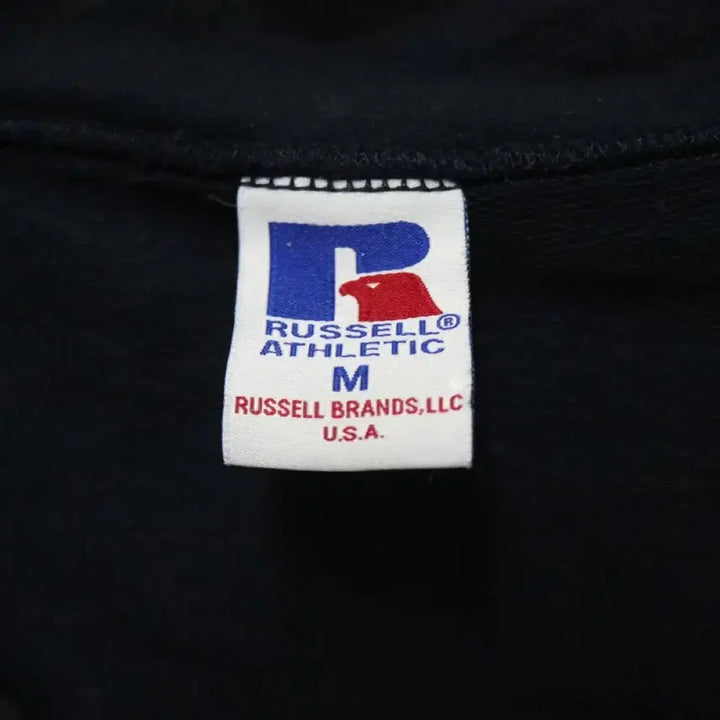 RUSSELL®
ATHLETIC
M
RUSSELL BRANDS, LLC
U.S.A.